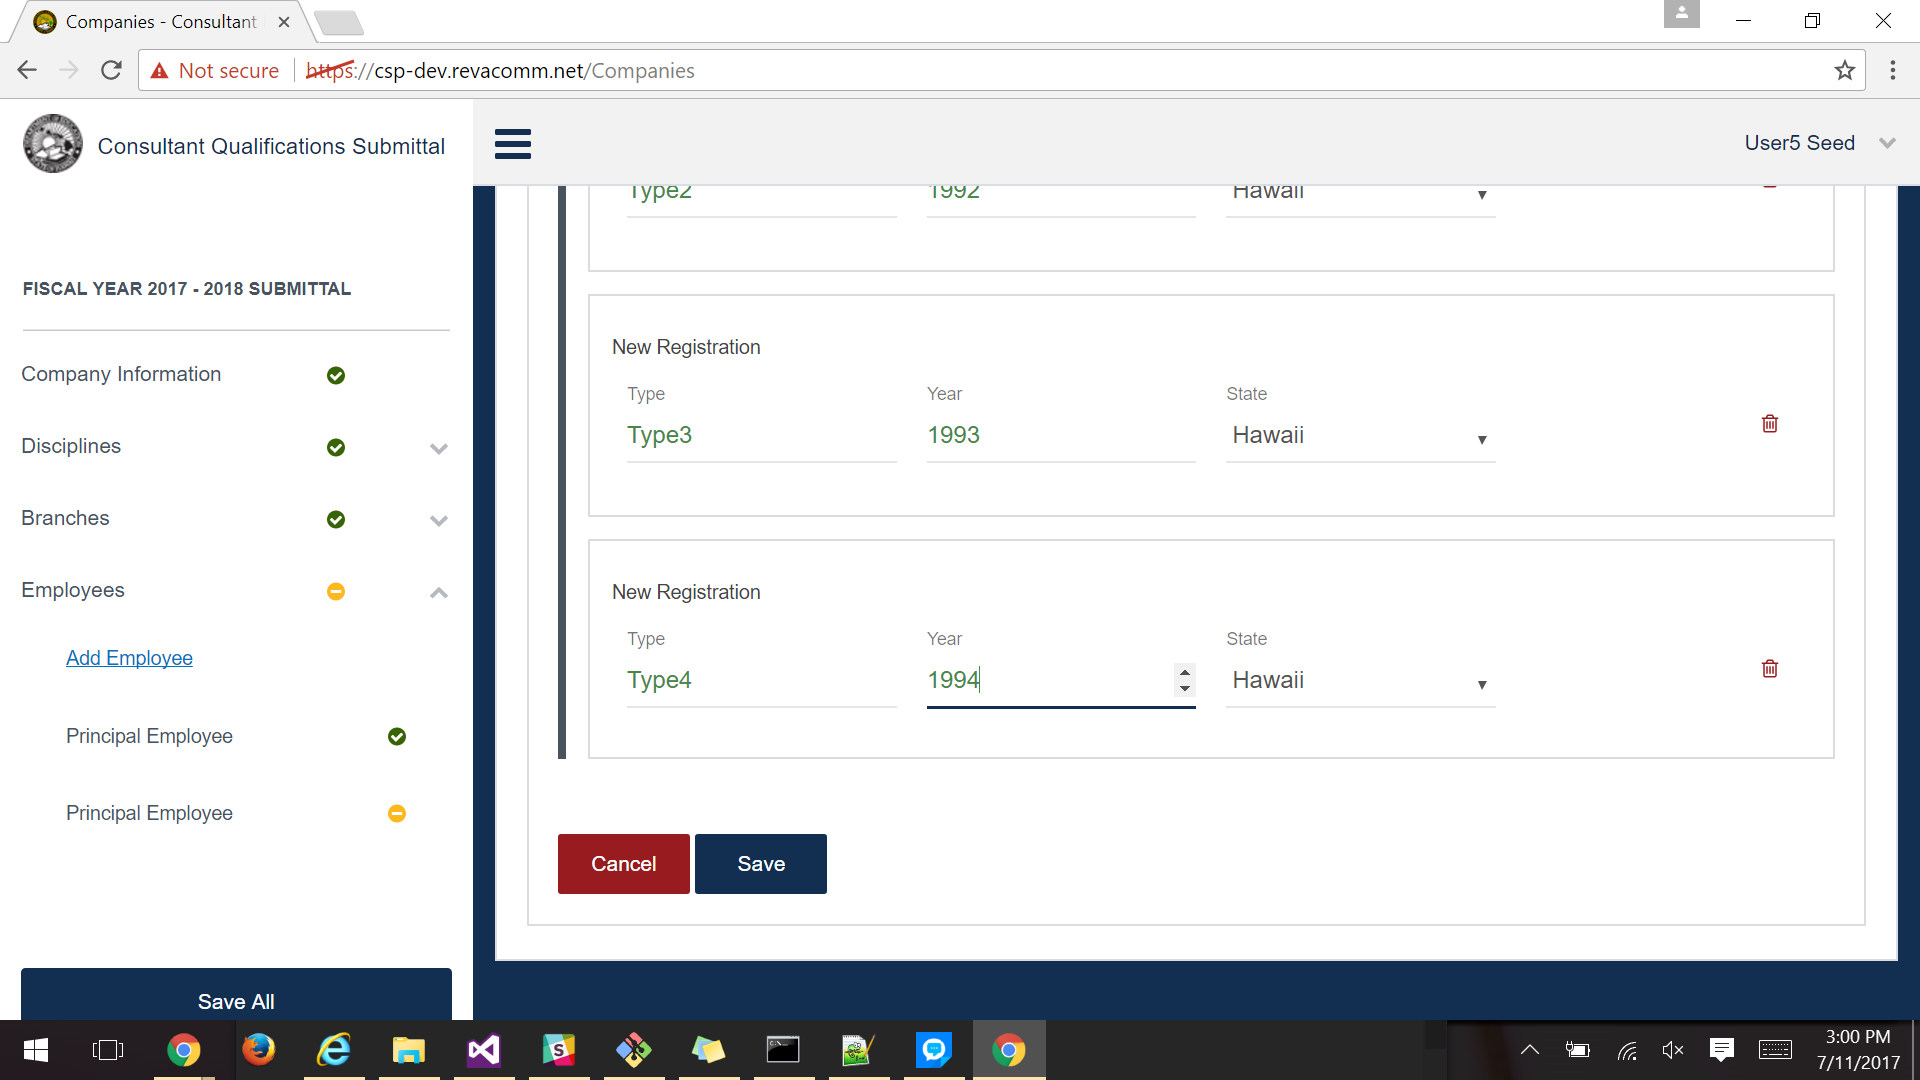 Companies - Consultant
Not secure https://csp-dev.revacomm.net/Companies
Consultant Qualifications Submittal
User5 Seed
FISCAL YEAR 2017 - 2018 SUBMITTAL
Company Information
Disciplines
Branches
Employees
Add Employee
Principal Employee
Principal Employee
Save All
Type2 1992 Hawaii
New Registration
Type Year State
Type3 1993 Hawaii
New Registration
Type Year State
Type4 1994 Hawaii
Cancel Save
3:00 PM
7/11/2017